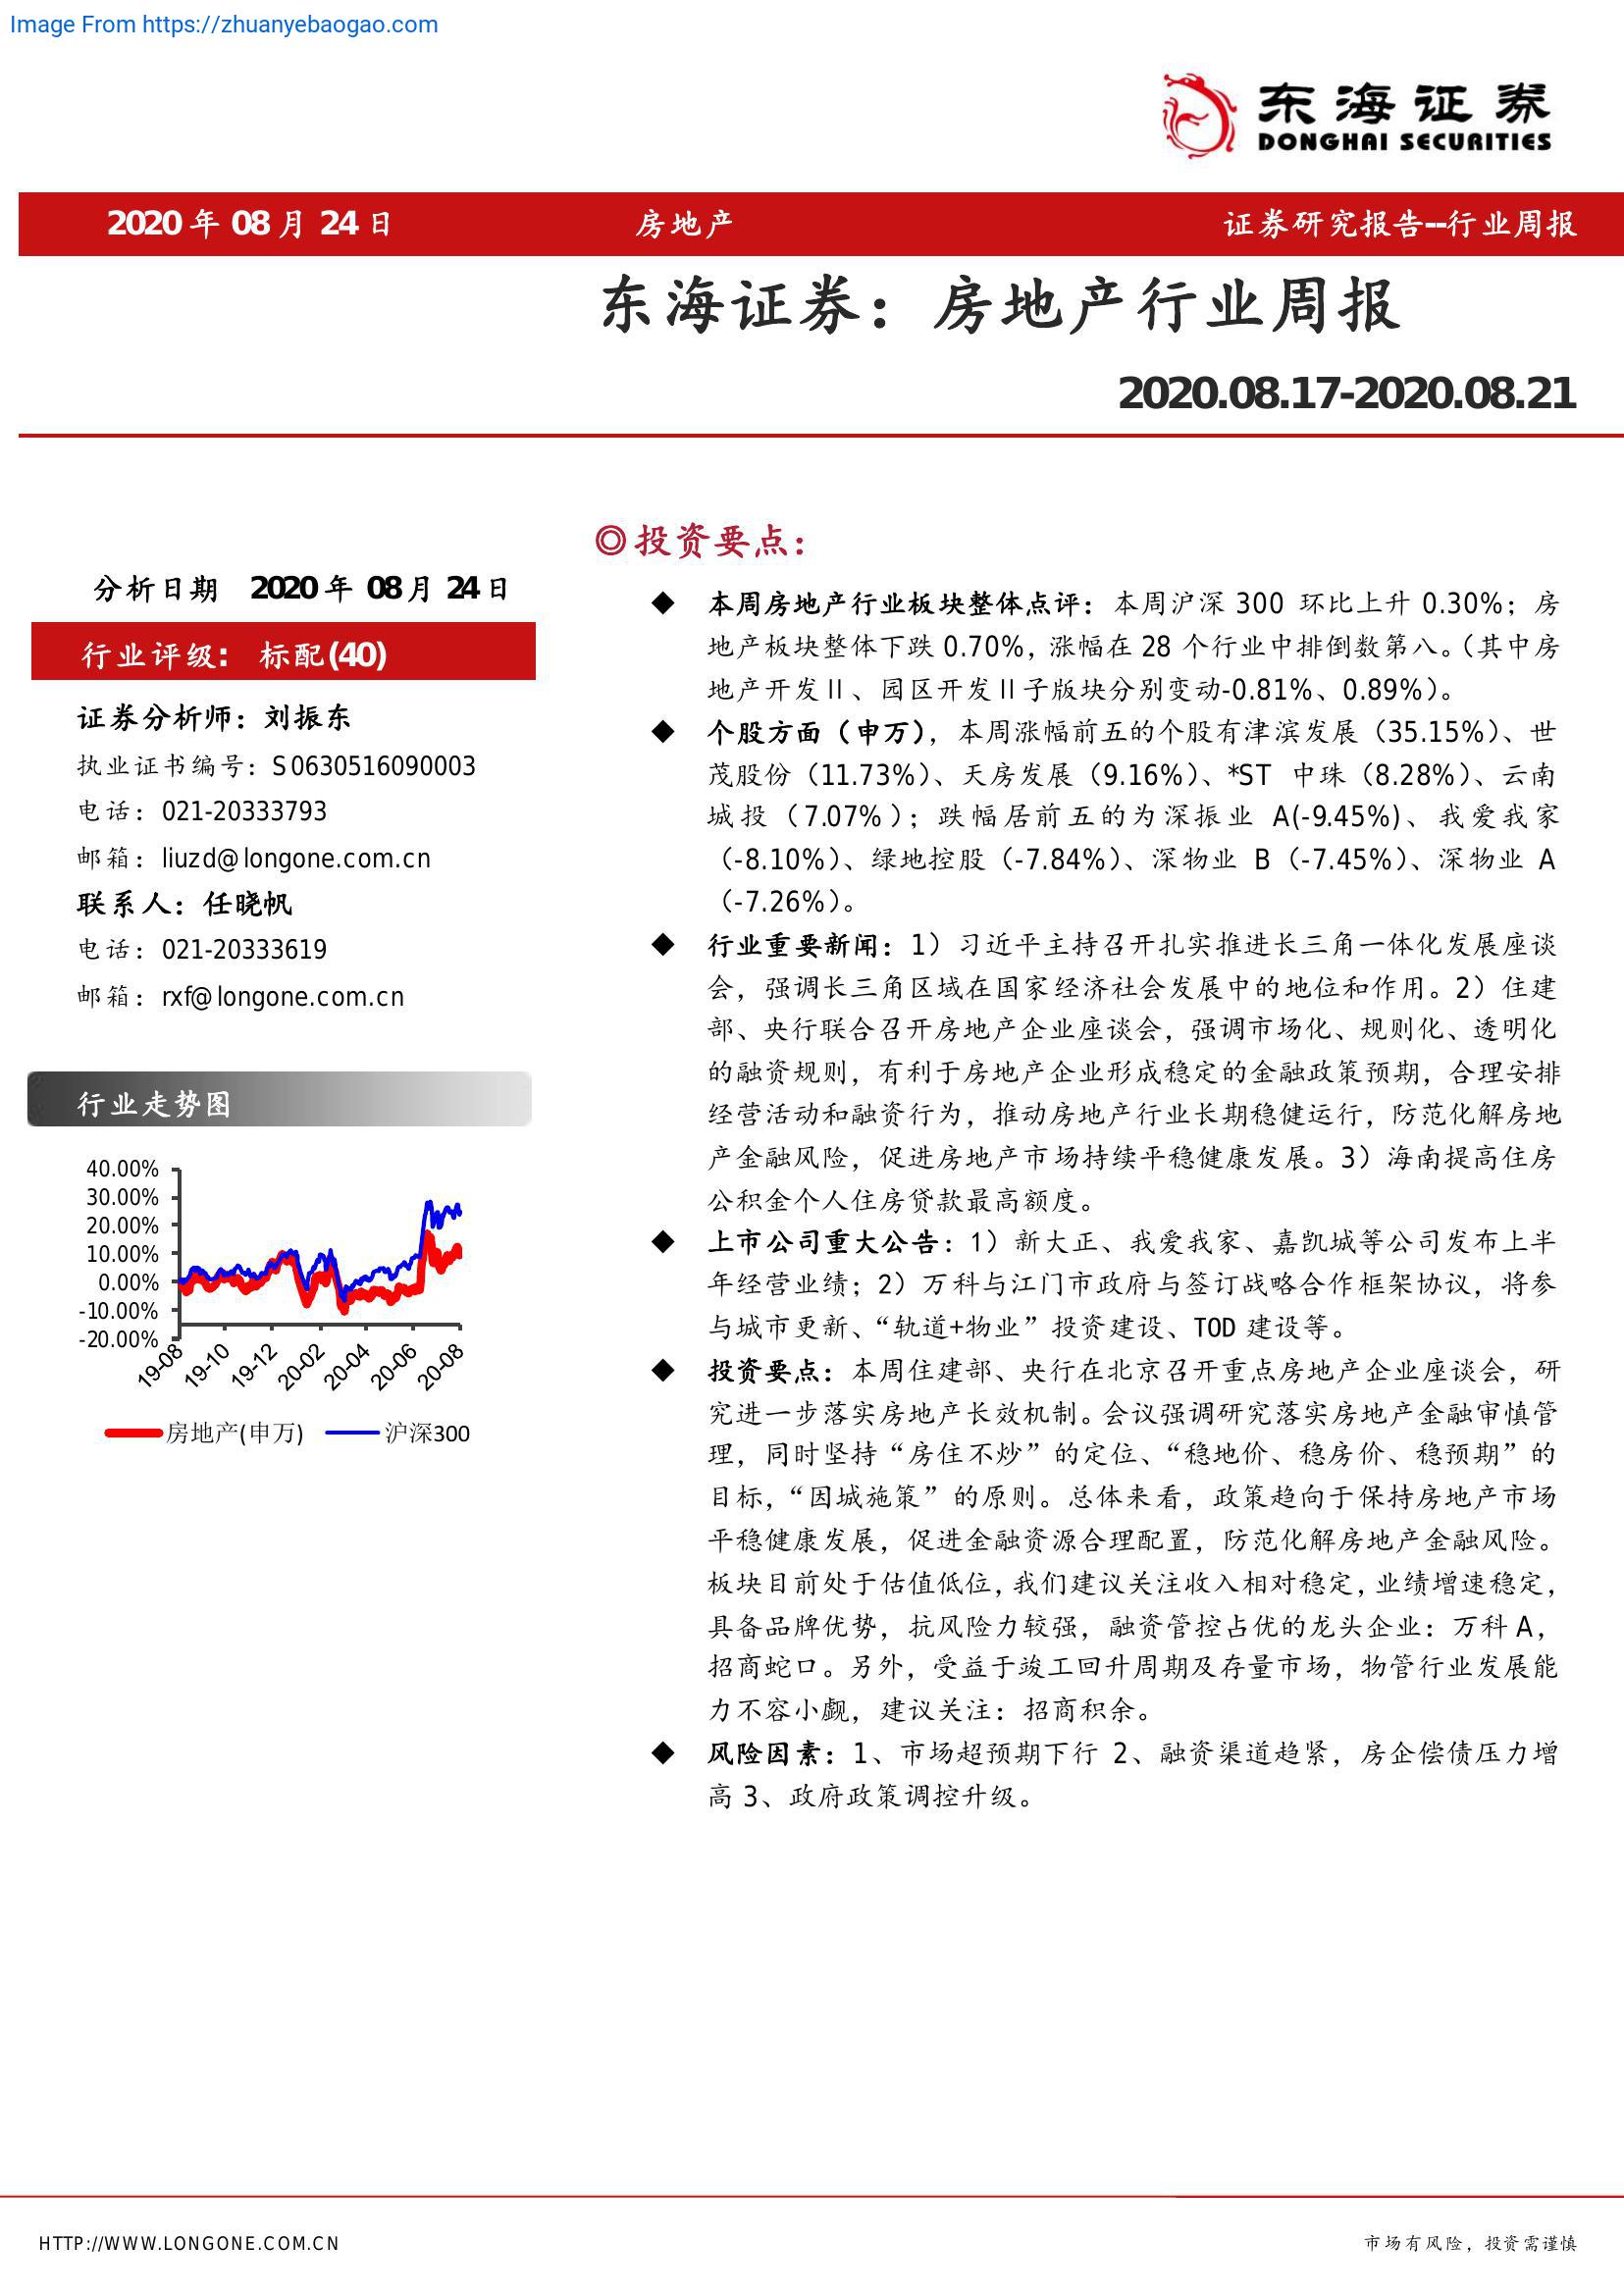 Image From https://zhuanyebaogao.com
东海证券
DONGHAI SECURITIES
2020 年 08 月 24 日 房地产 证券研究报告--行业周报
东海证券：房地产行业周报
2020.08.17-2020.08.21
分析日期 2020 年 08 月 24 日
行业评级： 标配(40)
证券分析师：刘振东
执业证书编号：S0630516090003
电话：021-20333793
邮箱：liuzd@longone.com.cn
联系人：任晓帆
电话：021-20333619
邮箱：rxf@longone.com.cn
行业走势图
40.00%
30.00%
20.00%
10.00%
0.00%
-10.00%
-20.00%
19-08 19-10 19-12 20-02 20-04 20-06 20-08
房地产(申万) 沪深300
◎投资要点：
◆ 本周房地产行业板块整体点评：本周沪深 300 环比上升 0.30%；房
地产板块整体下跌 0.70%，涨幅在 28 个行业中排倒数第八。（其中房
地产开发Ⅱ、园区开发Ⅱ子版块分别变动-0.81%、0.89%）。
◆ 个股方面（申万），本周涨幅前五的个股有津滨发展（35.15%）、世
茂股份（11.73%）、天房发展（9.16%）、*ST 中珠（8.28%）、云南
城投（7.07%）；跌幅居前五的为深振业 A(-9.45%)、我爱我家
（-8.10%）、绿地控股（-7.84%）、深物业 B（-7.45%）、深物业 A
（-7.26%）。
◆ 行业重要新闻：1）习近平主持召开扎实推进长三角一体化发展座谈
会，强调长三角区域在国家经济社会发展中的地位和作用。2）住建
部、央行联合召开房地产企业座谈会，强调市场化、规则化、透明化
的融资规则，有利于房地产企业形成稳定的金融政策预期，合理安排
经营活动和融资行为，推动房地产行业长期稳健运行，防范化解房地
产金融风险，促进房地产市场持续平稳健康发展。3）海南提高住房
公积金个人住房贷款最高额度。
◆ 上市公司重大公告：1）新大正、我爱我家、嘉凯城等公司发布上半
年经营业绩；2）万科与江门市政府与签订战略合作框架协议，将参
与城市更新、“轨道+物业”投资建设、TOD 建设等。
◆ 投资要点：本周住建部、央行在北京召开重点房地产企业座谈会，研
究进一步落实房地产长效机制。会议强调研究落实房地产金融审慎管
理，同时坚持“房住不炒”的定位、“稳地价、稳房价、稳预期”的
目标，“因城施策”的原则。总体来看，政策趋向于保持房地产市场
平稳健康发展，促进金融资源合理配置，防范化解房地产金融风险。
板块目前处于估值低位，我们建议关注收入相对稳定，业绩增速稳定，
具备品牌优势，抗风险力较强，融资管控占优的龙头企业：万科 A，
招商蛇口。另外，受益于竣工回升周期及存量市场，物管行业发展能
力不容小觑，建议关注：招商积余。
◆ 风险因素：1、市场超预期下行 2、融资渠道趋紧，房企偿债压力增
高 3、政府政策调控升级。
HTTP://WWW.LONGONE.COM.CN 市场有风险，投资需谨慎